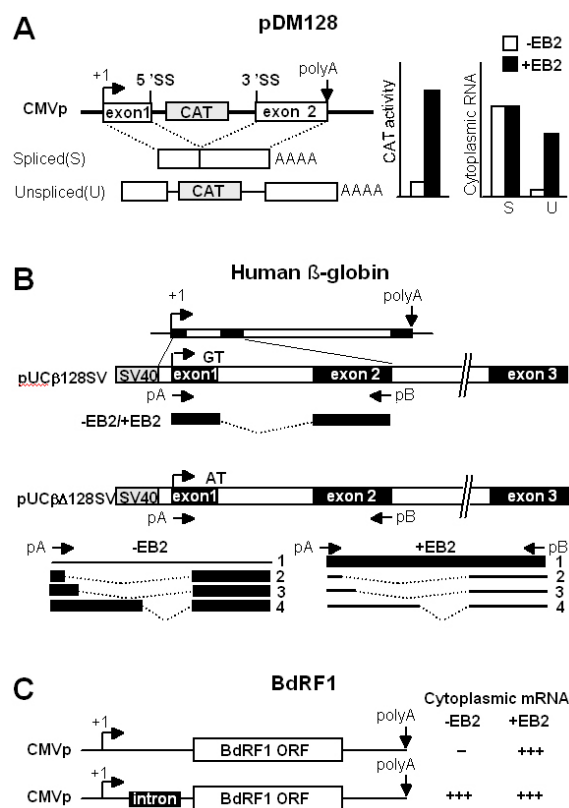 A
pDM128
+1
5 'SS
3 'SS
polyA
CMVp
exon1
CAT
exon 2
Spliced(S)
AAAA
Unspliced(U)
CAT
AAAA
-EB2
+EB2
CAT activity
Cytoplasmic RNA
S
U
B
Human ß-globin
+1
polyA
GT
pUCβ128SV
SV40
exon1
exon 2
exon 3
pA
pB
-EB2/+EB2
AT
pUCβΔ128SV
SV40
exon1
exon 2
exon 3
pA
pB
pA
-EB2
+EB2
pA
pB
1
2
3
4
1
2
3
4
C
BdRF1
Cytoplasmic mRNA
+1
polyA
-EB2
+EB2
CMVp
BdRF1 ORF
–
+++
+1
polyA
CMVp
intron
BdRF1 ORF
+++
+++